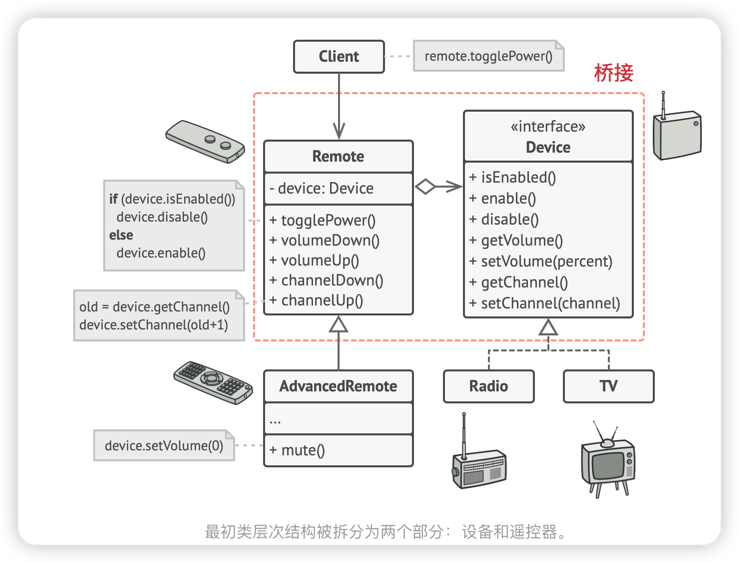 Client
remote.togglePower()
桥接
Remote
- device: Device
+ togglePower()
+ volumeDown()
+ volumeUp()
+ channelDown()
+ channelUp()
«interface»
Device
+ isEnabled()
+ enable()
+ disable()
+ getVolume()
+ setVolume(percent)
+ getChannel()
+ setChannel(channel)
if (device.isEnabled())
device.disable()
else
device.enable()
old = device.getChannel()
device.setChannel(old+1)
AdvancedRemote
...
+ mute()
device.setVolume(0)
Radio
TV
最初类层次结构被拆分为两个部分：设备和遥控器。